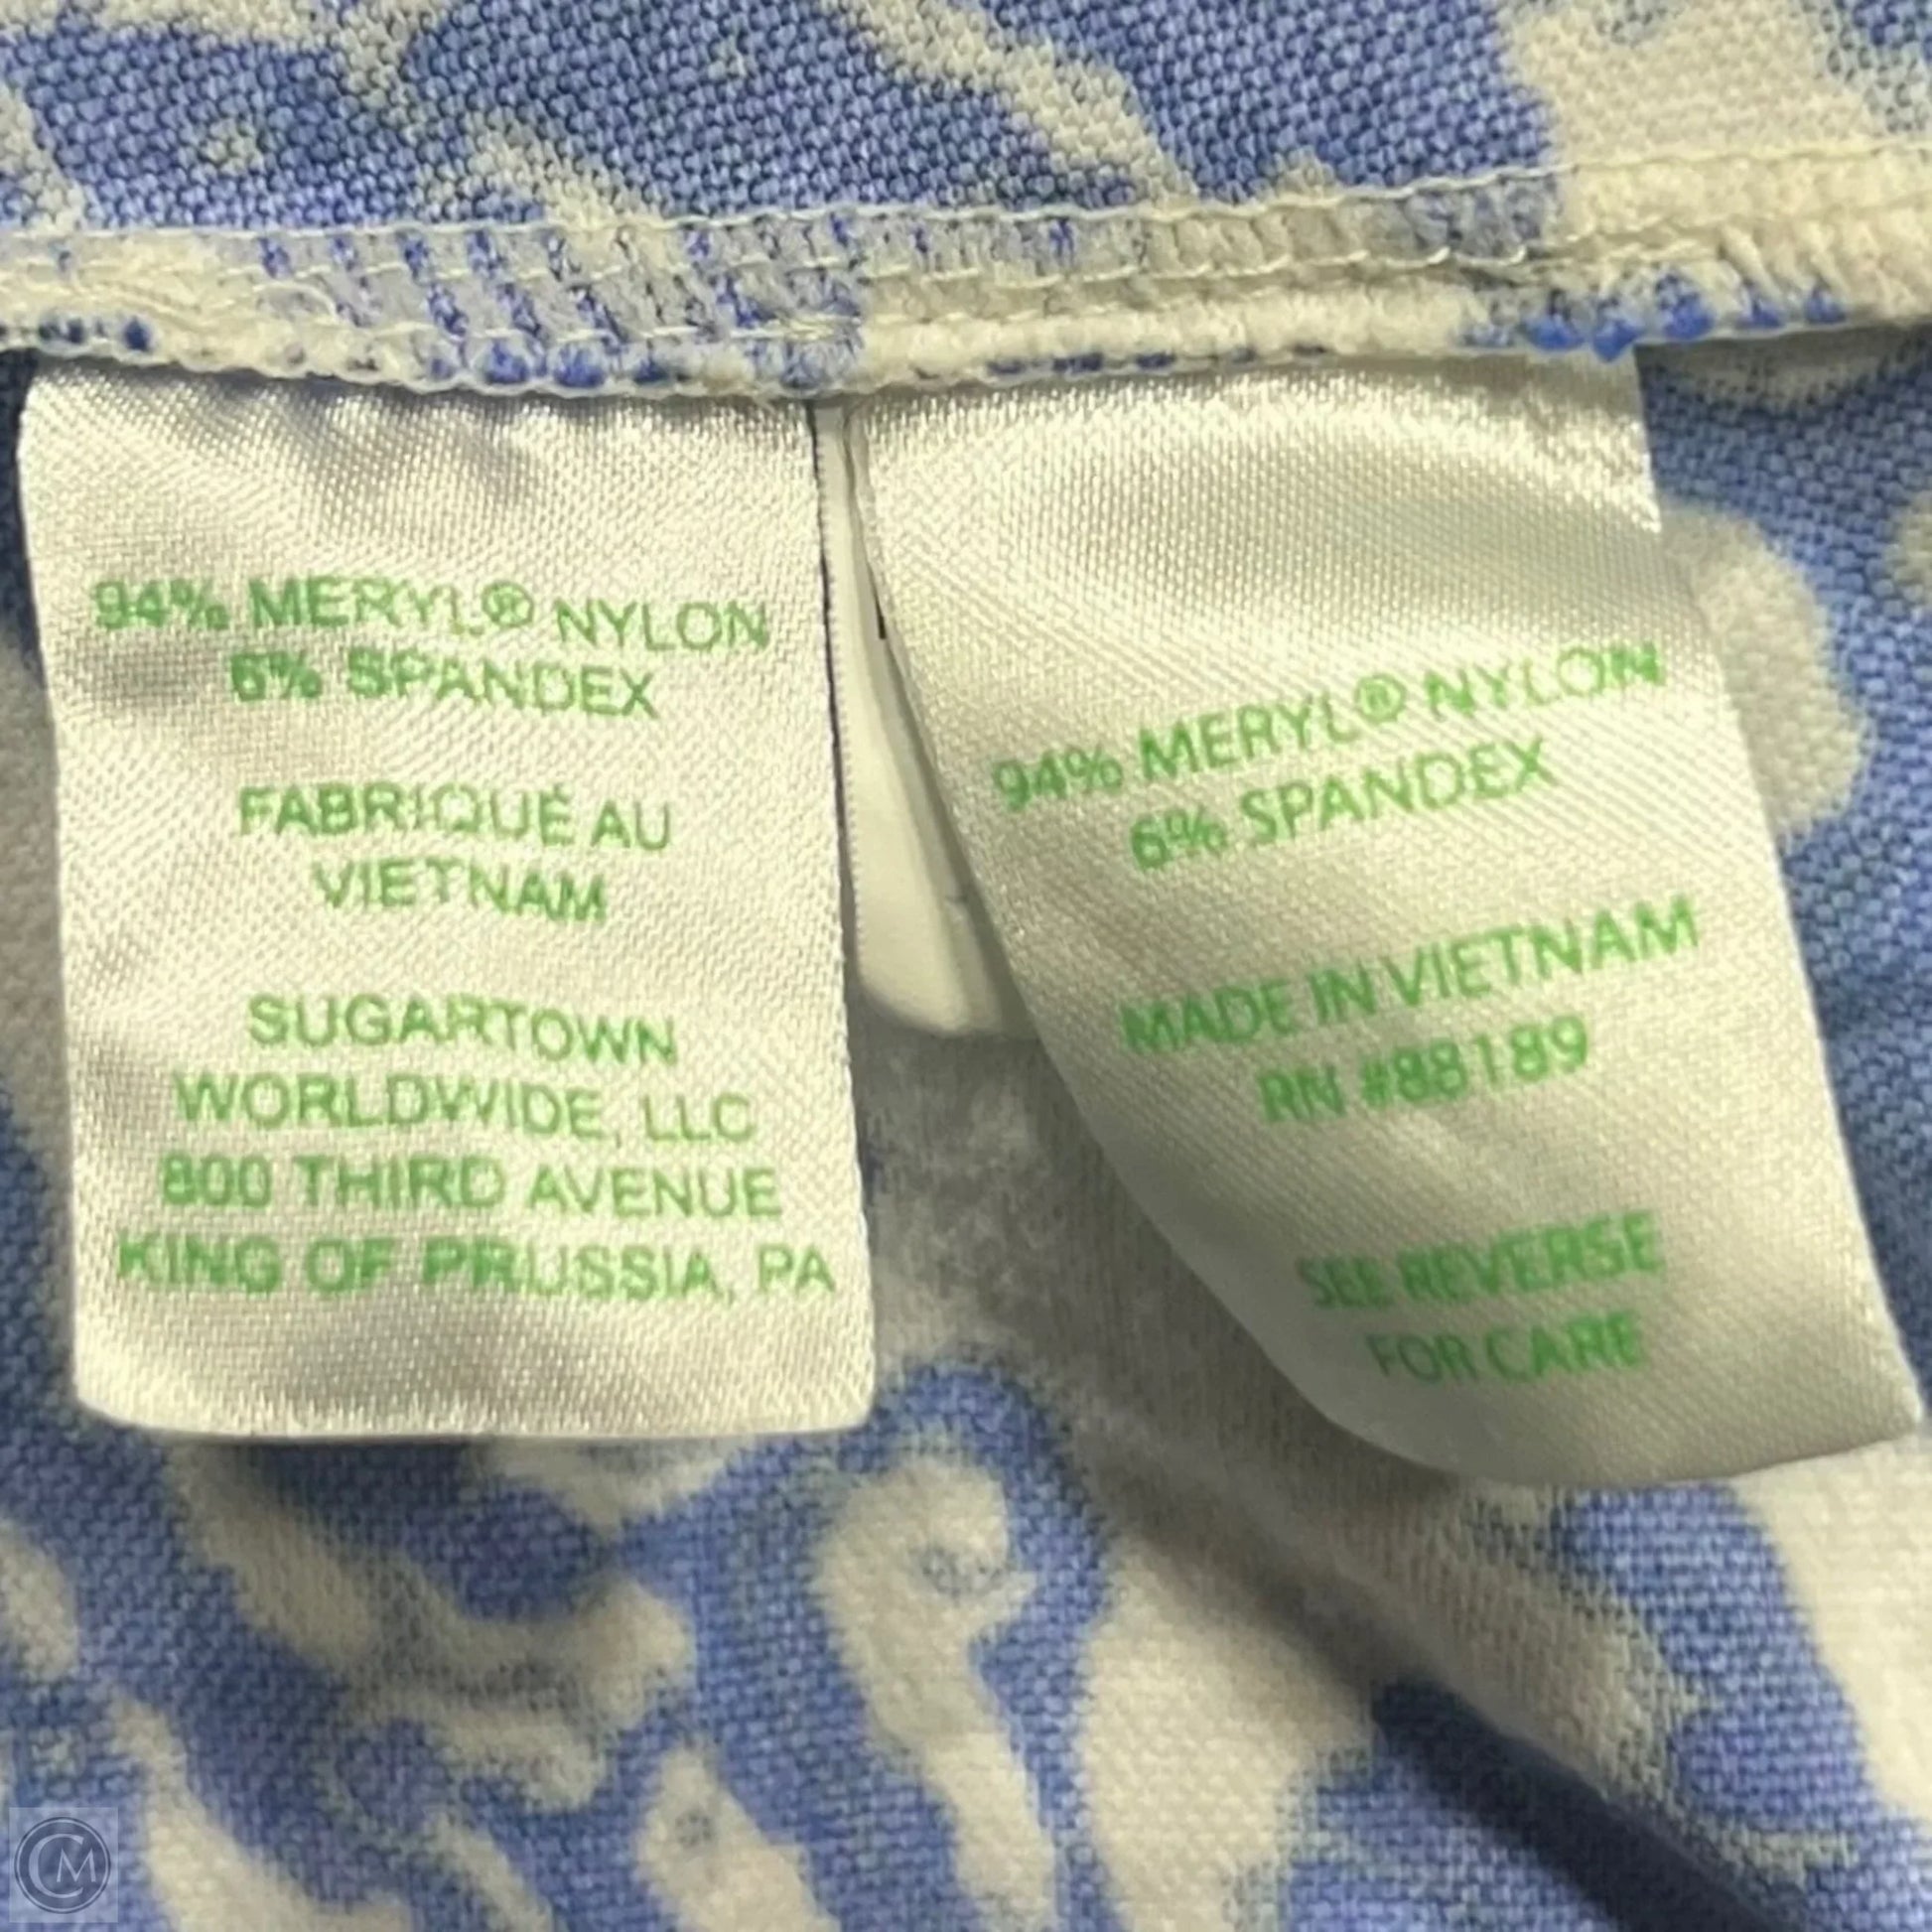 94% MERYL® NYLON
6% SPANDEX
FABRIQUÉ AU
VIETNAM
SUGARTOWN
WORLDWIDE, LLC
800 THIRD AVENUE
KING OF PRUSSIA, PA
94% MERYL® NYLON
6% SPANDEX
MADE IN VIETNAM
RN #88189
SEE REVERSE
FOR CARE
CM